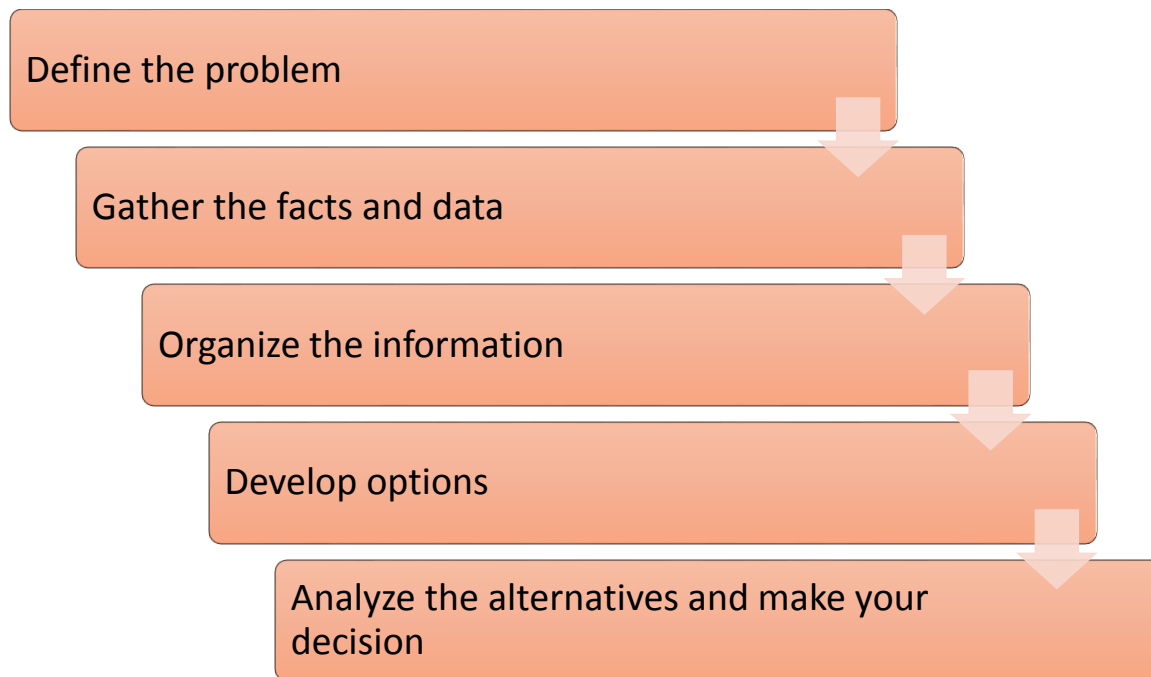 Define the problem
Gather the facts and data
Organize the information
Develop options
Analyze the alternatives and make your
decision